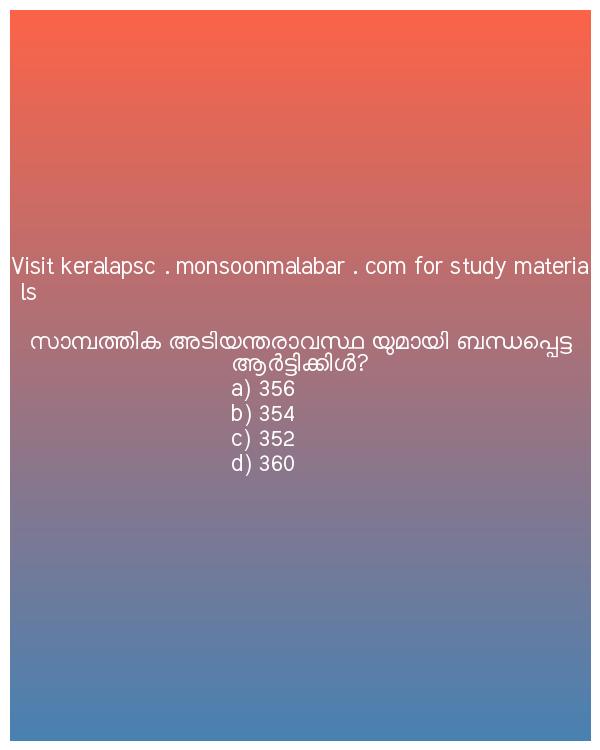 Visit keralapsc . monsoonmalabar . com for study materia
ls
സാമ്പത്തിക അടിയന്തരാവസ്ഥ യുമായി ബന്ധപ്പെട്ട
ആർട്ടിക്കിൾ?
a) 356
b) 354
c) 352
d) 360